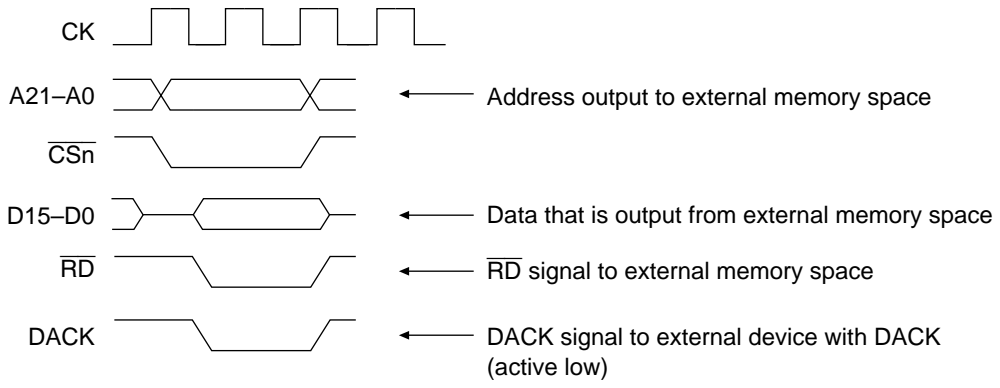 CK
A21–A0 Address output to external memory space
CSn
D15–D0 Data that is output from external memory space
RD RD signal to external memory space
DACK DACK signal to external device with DACK
(active low)